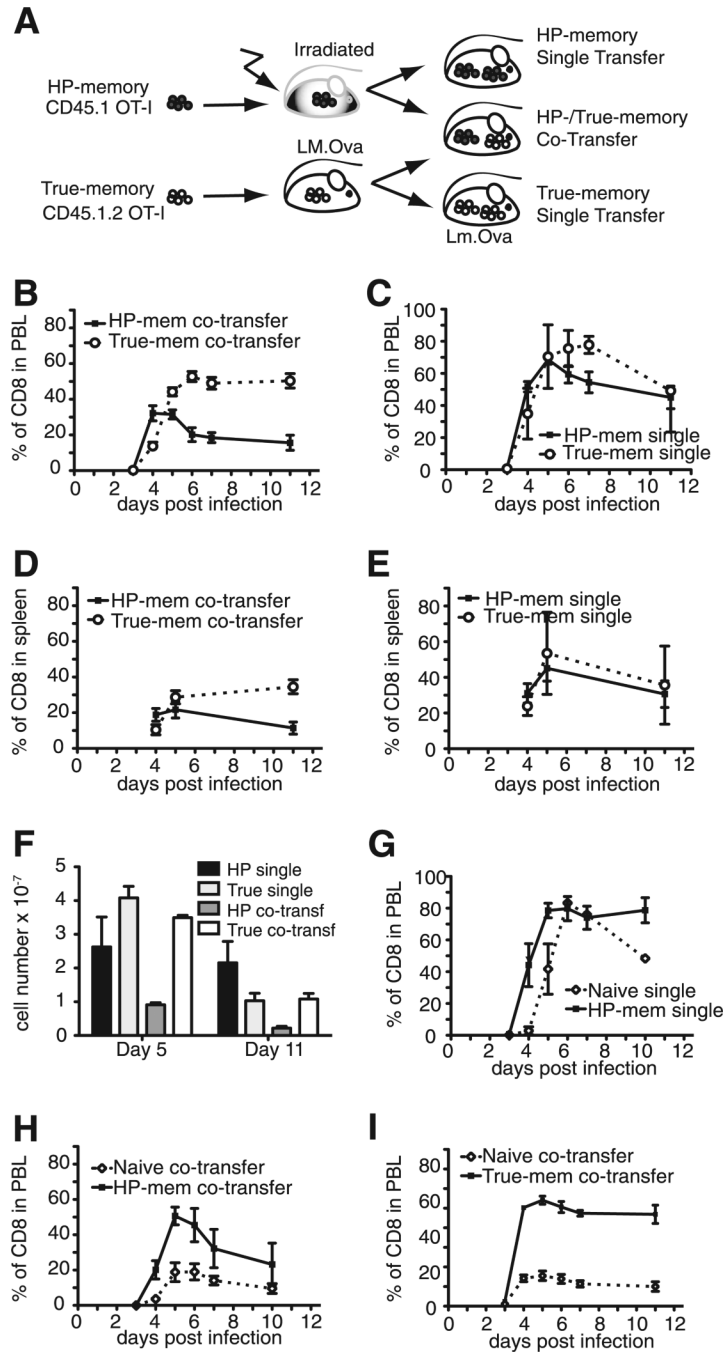 A
Irradiated
HP-memory
Single Transfer
HP-memory
CD45.1 OT-I
HP-/True-memory
Co-Transfer
LM.Ova
True-memory
CD45.1.2 OT-I
True-memory
Single Transfer
Lm.Ova
B
HP-mem co-transfer
True-mem co-transfer
% of CD8 in PBL
80
60
40
20
0
0 2 4 6 8 10 12
days post infection
C
% of CD8 in PBL
100
80
60
40
20
0
HP-mem single
True-mem single
0 2 4 6 8 10 12
days post infection
D
HP-mem co-transfer
True-mem co-transfer
% of CD8 in spleen
80
60
40
20
0
0 2 4 6 8 10 12
days post infection
E
HP-mem single
True-mem single
% of CD8 in spleen
80
60
40
20
0
0 2 4 6 8 10 12
days post infection
F
cell number x 10-7
5
4
3
2
1
0
HP single
True single
HP co-transf
True co-transf
Day 5 Day 11
G
% of CD8 in PBL
100
80
60
40
20
0
Naive single
HP-mem single
0 2 4 6 8 10 12
days post infection
H
Naive co-transfer
HP-mem co-transfer
% of CD8 in PBL
80
60
40
20
0
0 2 4 6 8 10 12
days post infection
I
Naive co-transfer
True-mem co-transfer
% of CD8 in PBL
80
60
40
20
0
0 2 4 6 8 10 12
days post infection